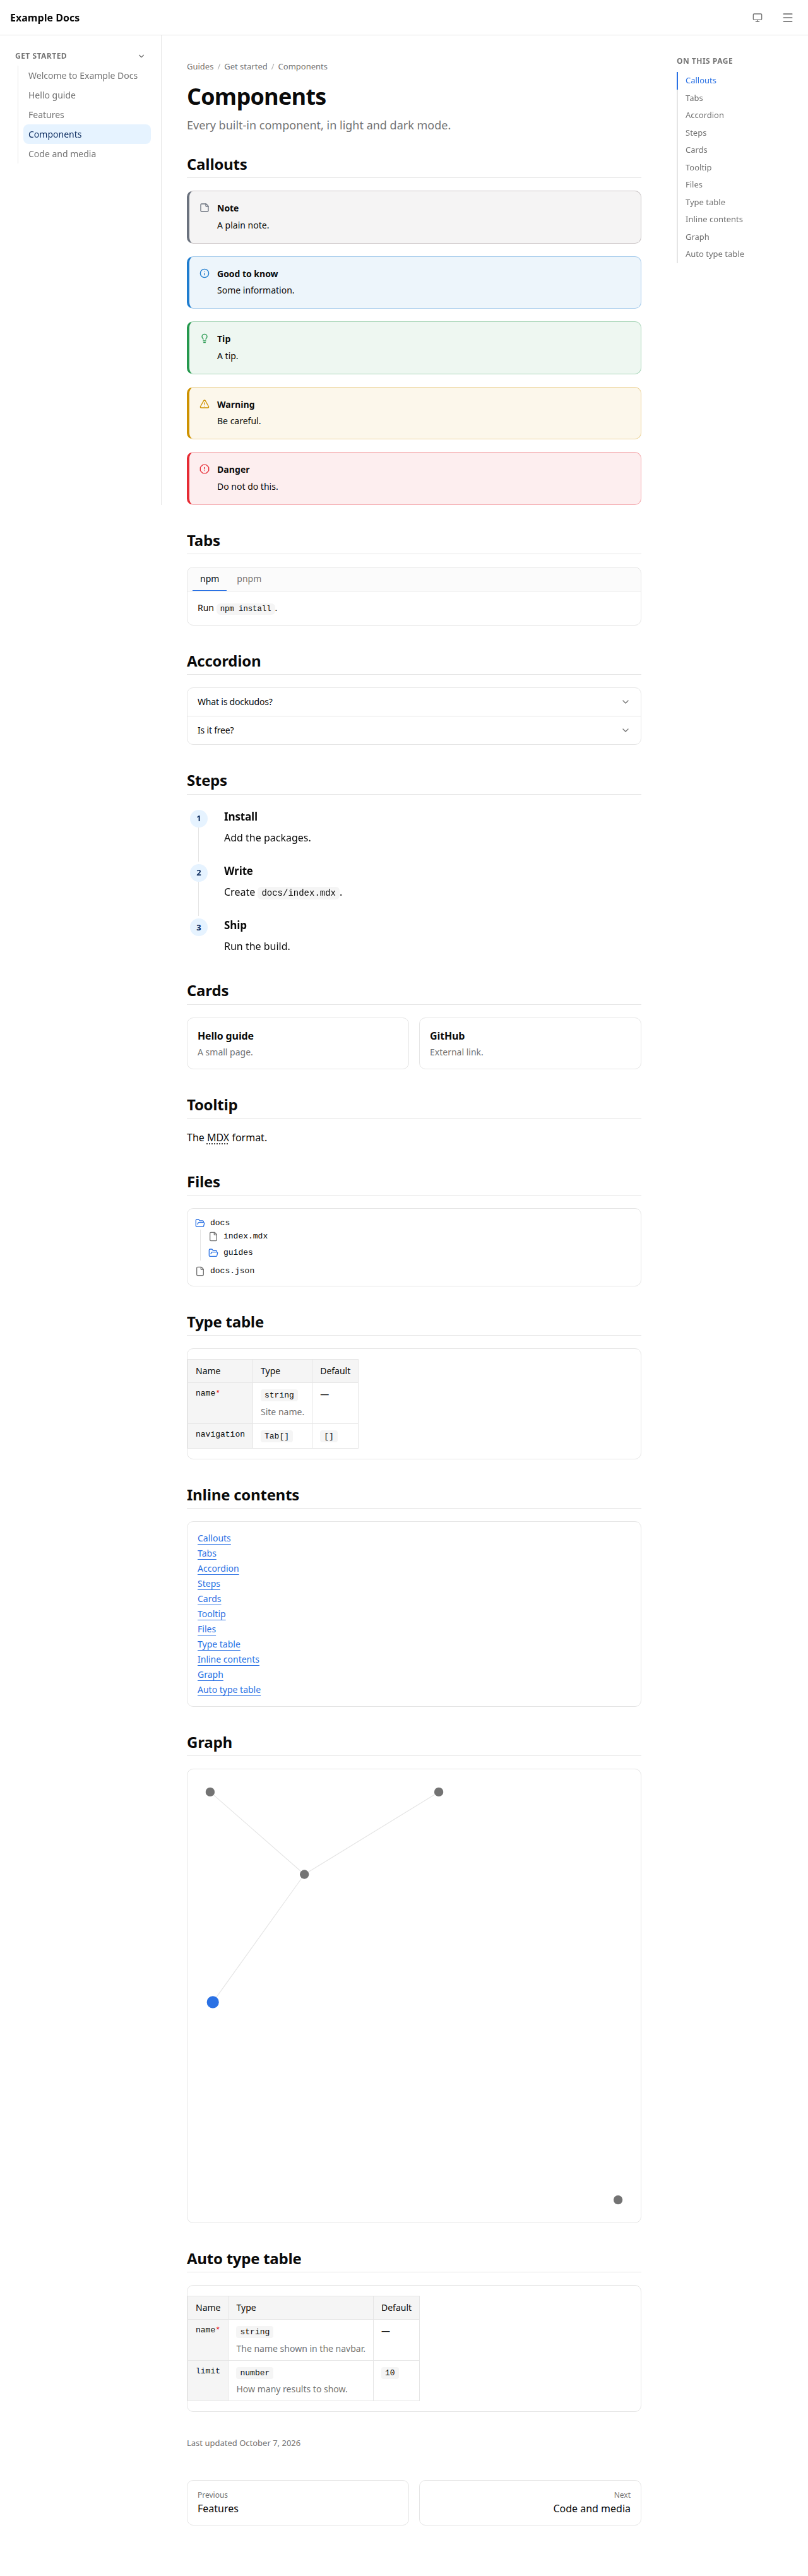 Example Docs
GET STARTED
Welcome to Example Docs
Hello guide
Features
Components
Code and media
Guides / Get started / Components
Components
Every built-in component, in light and dark mode.
Callouts
Note
A plain note.
Good to know
Some information.
Tip
A tip.
Warning
Be careful.
Danger
Do not do this.
Tabs
npm pnpm
Run npm install.
Accordion
What is dockudos?
Is it free?
Steps
1 Install
Add the packages.
2 Write
Create docs/index.mdx.
3 Ship
Run the build.
Cards
Hello guide
A small page.
GitHub
External link.
Tooltip
The MDX format.
Files
docs
index.mdx
guides
docs.json
Type table
Name Type Default
name* string —
Site name.
navigation Tab[] []
Inline contents
Callouts
Tabs
Accordion
Steps
Cards
Tooltip
Files
Type table
Inline contents
Graph
Auto type table
Graph
Auto type table
Name Type Default
name* string —
The name shown in the navbar.
limit number 10
How many results to show.
Last updated October 7, 2026
Previous
Features
Next
Code and media
ON THIS PAGE
Callouts
Tabs
Accordion
Steps
Cards
Tooltip
Files
Type table
Inline contents
Graph
Auto type table